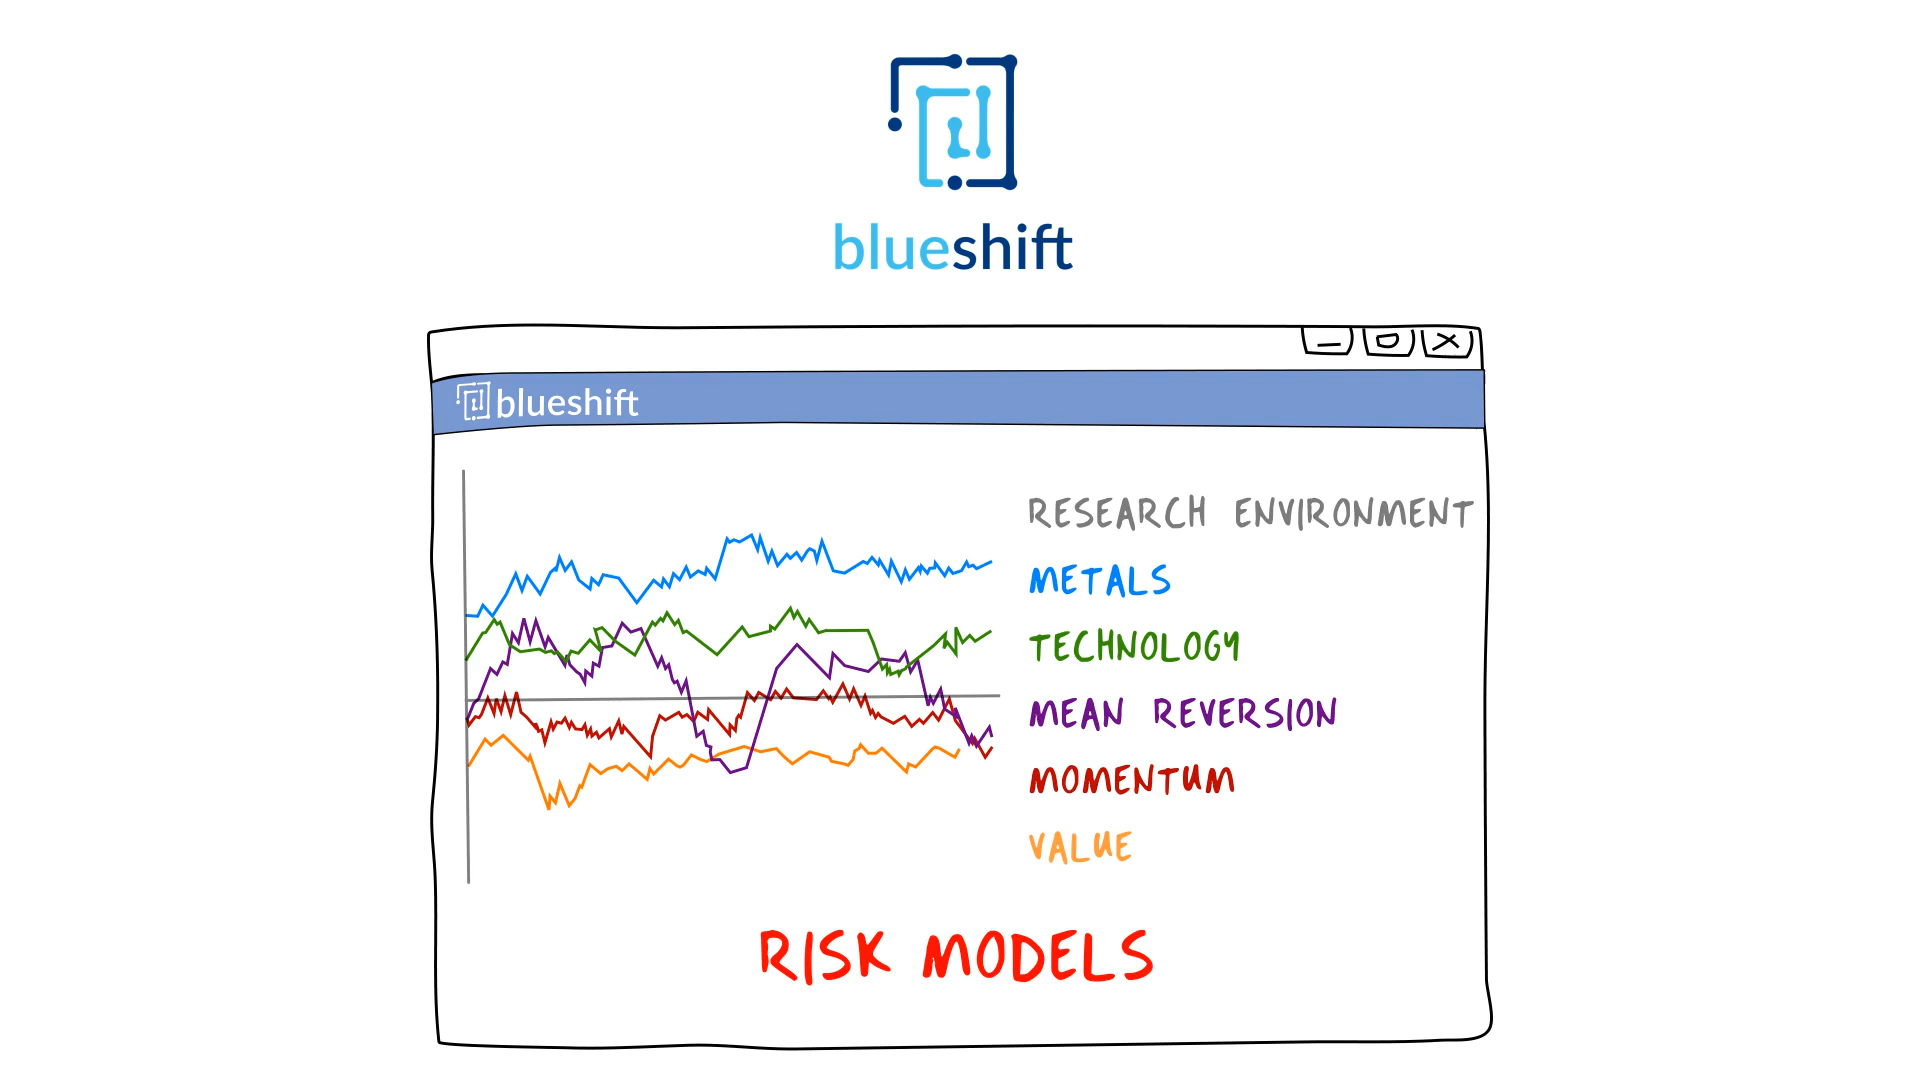 blueshift
blueshift
RESEARCH ENVIRONMENT
METALS
TECHNOLOGY
MEAN REVERSION
MOMENTUM
VALUE
RISK MODELS